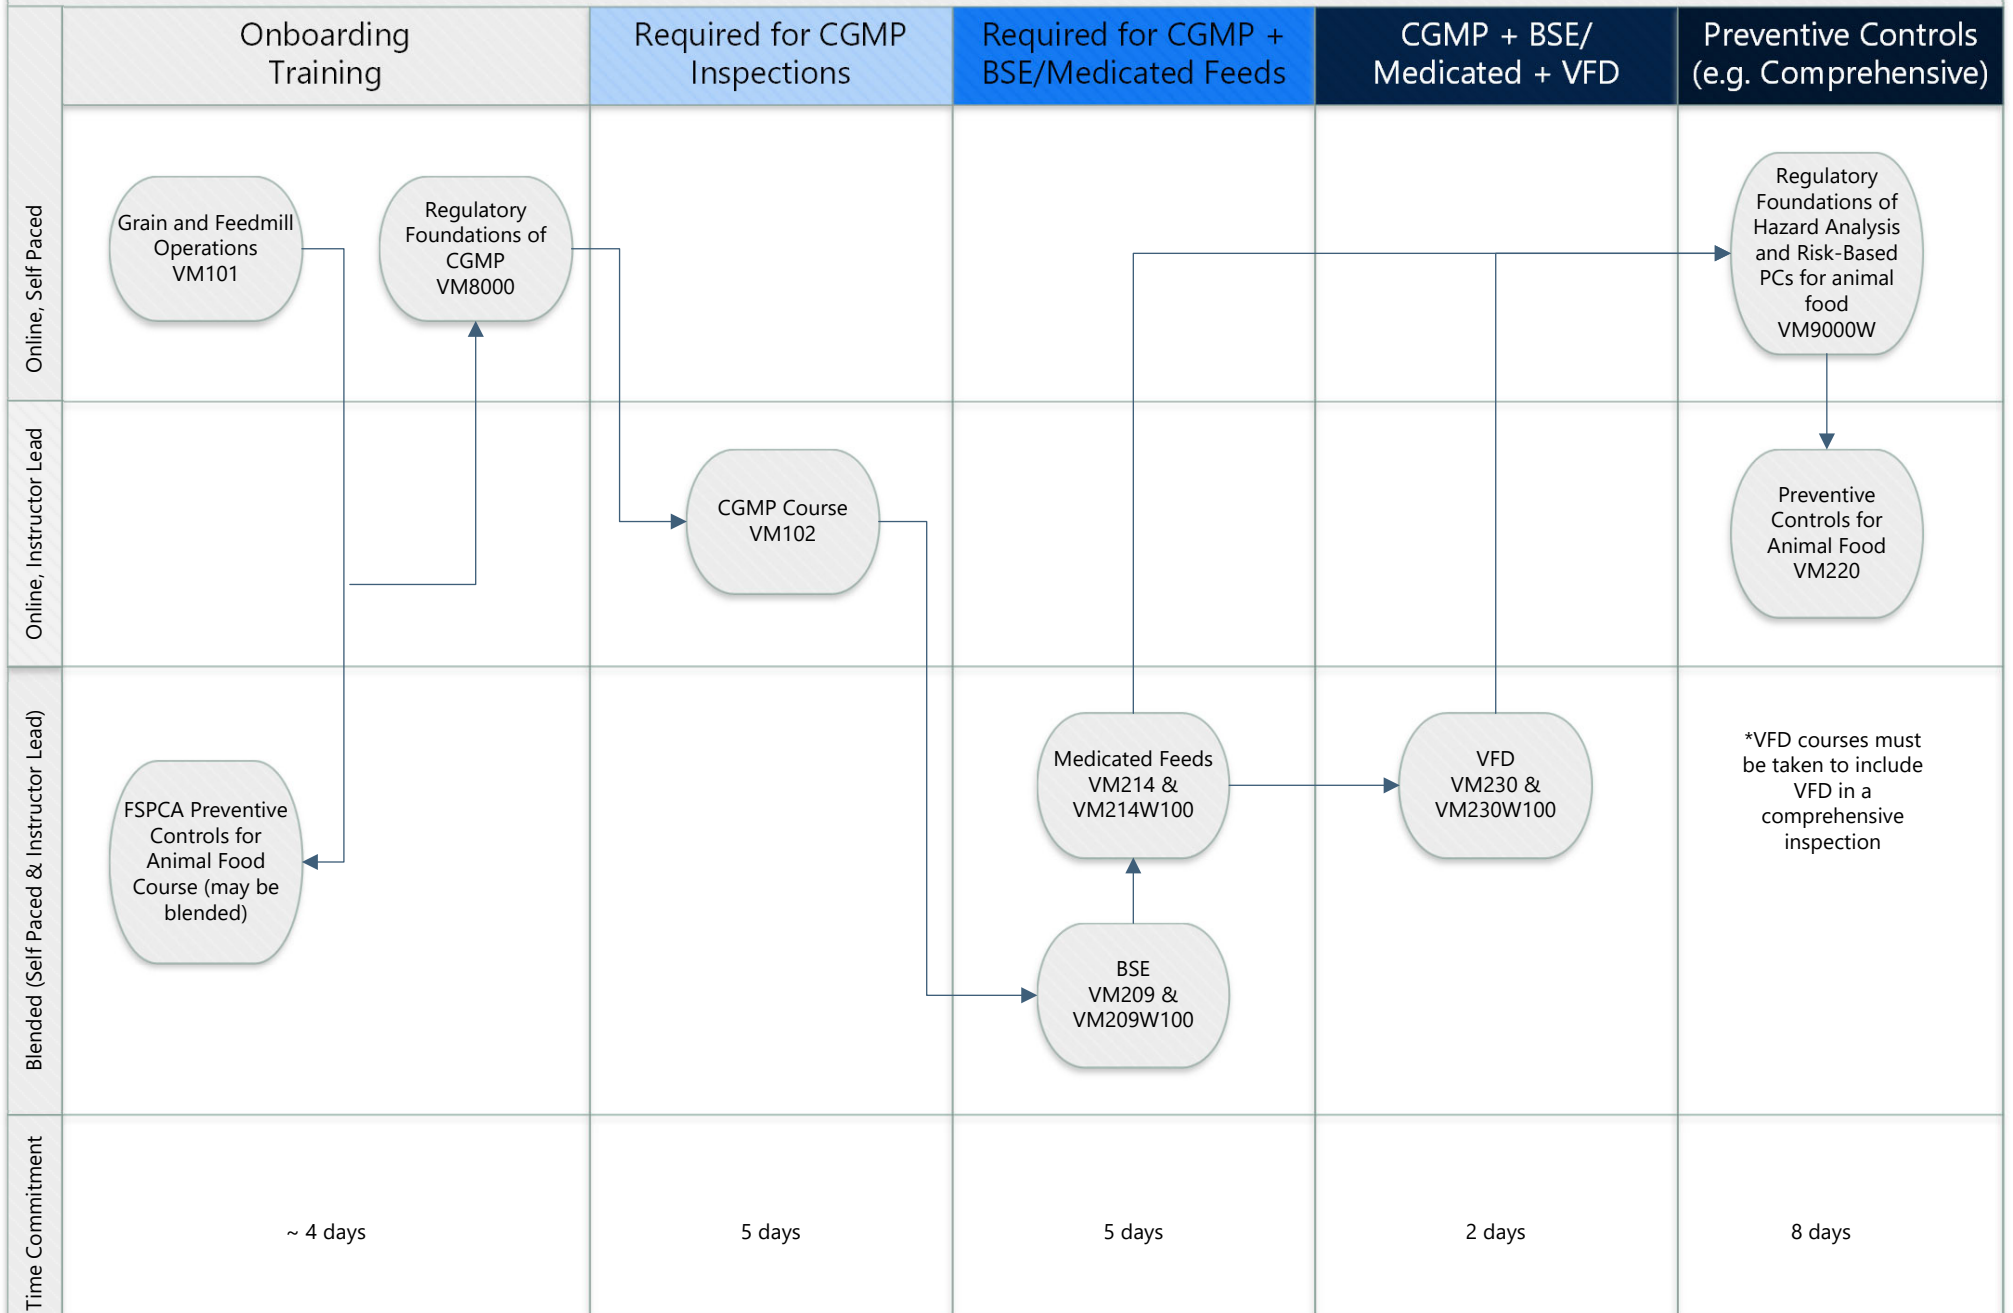 Onboarding
Training
Required for CGMP
Inspections
Required for CGMP +
BSE/Medicated Feeds
CGMP + BSE/
Medicated + VFD
Preventive Controls
(e.g. Comprehensive)
Online, Self Paced
Grain and Feedmill
Operations
VM101
Regulatory
Foundations of
CGMP
VM8000
Regulatory
Foundations of
Hazard Analysis
and Risk-Based
PCs for animal
food
VM9000W
Online, Instructor Lead
CGMP Course
VM102
Preventive
Controls for
Animal Food
VM220
Blended (Self Paced & Instructor Lead)
FSPCA Preventive
Controls for
Animal Food
Course (may be
blended)
Medicated Feeds
VM214 &
VM214W100
BSE
VM209 &
VM209W100
VFD
VM230 &
VM230W100
*VFD courses must
be taken to include
VFD in a
comprehensive
inspection
Time Commitment
~ 4 days
5 days
5 days
2 days
8 days